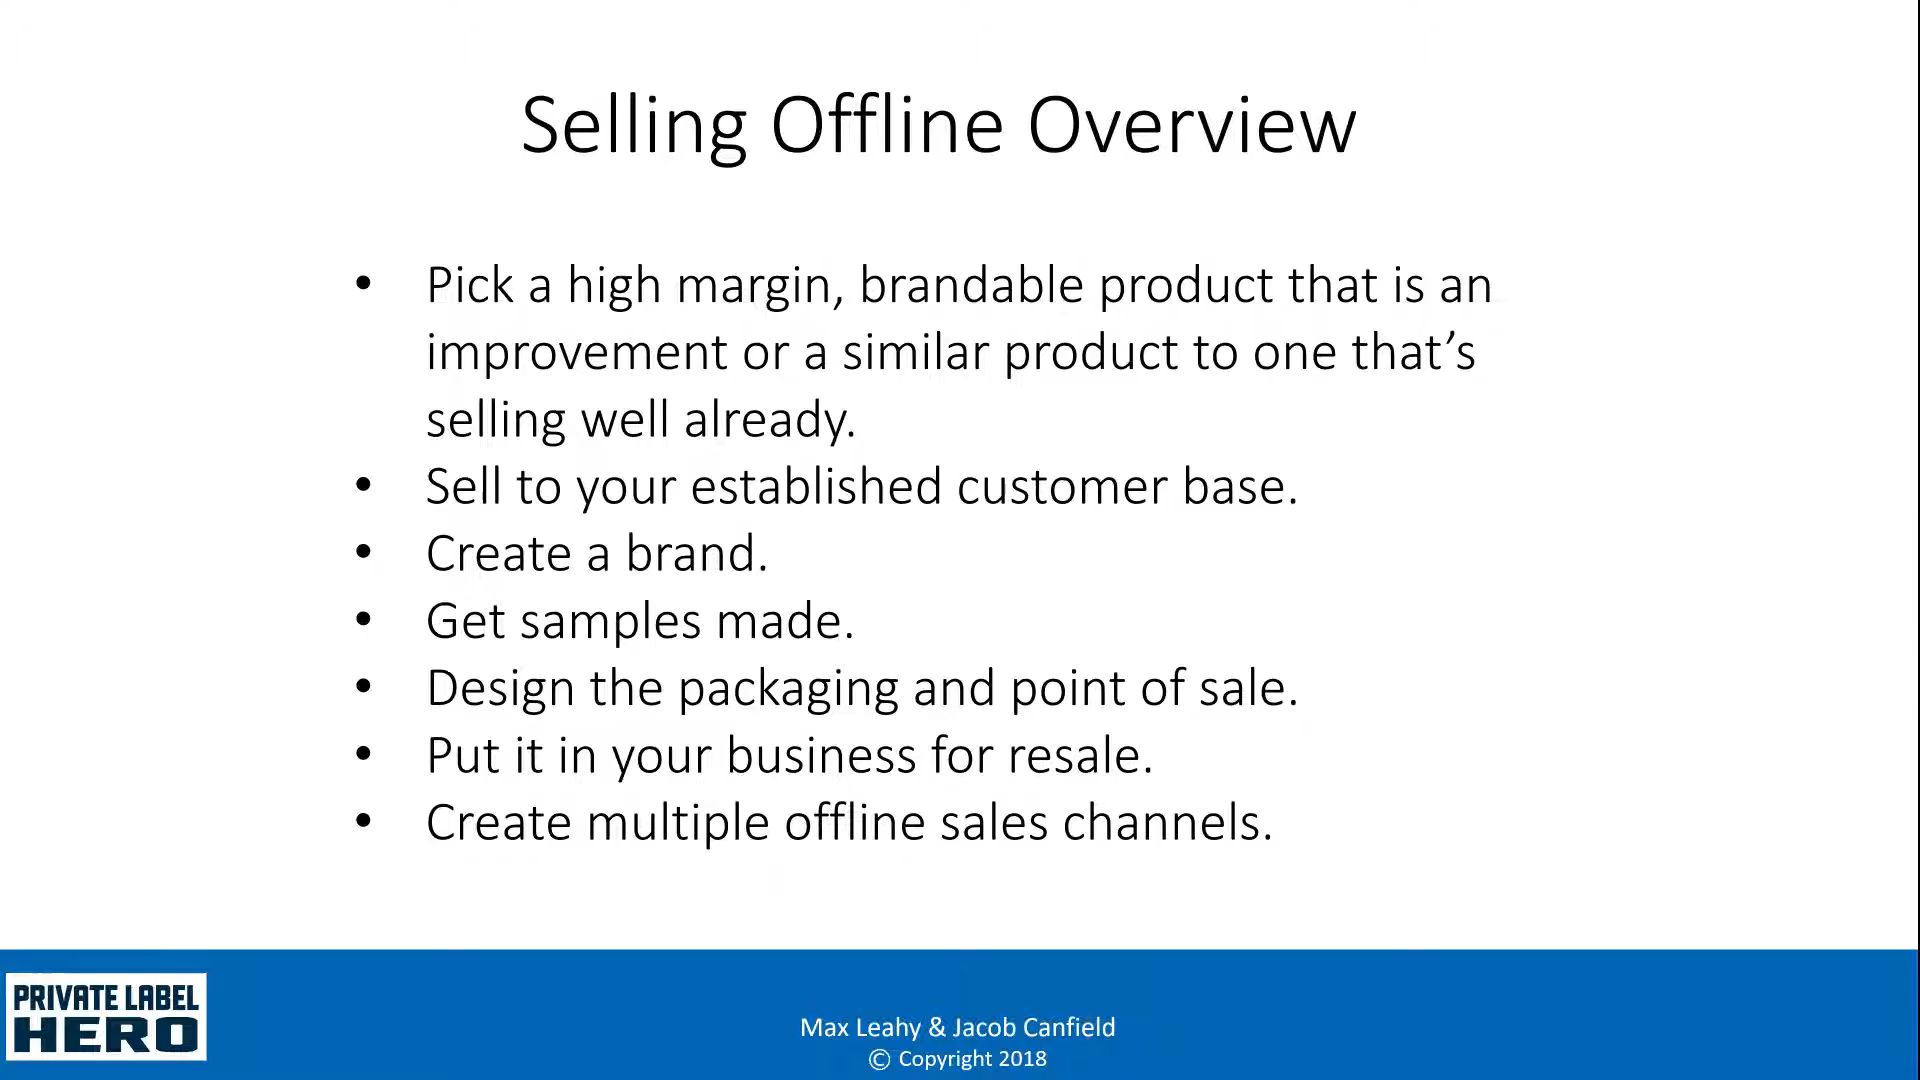 Selling Offline Overview
• Pick a high margin, brandable product that is an
improvement or a similar product to one that’s
selling well already.
• Sell to your established customer base.
• Create a brand.
• Get samples made.
• Design the packaging and point of sale.
• Put it in your business for resale.
• Create multiple offline sales channels.
PRIVATE LABEL
HERO
Max Leahy & Jacob Canfield
© Copyright 2018